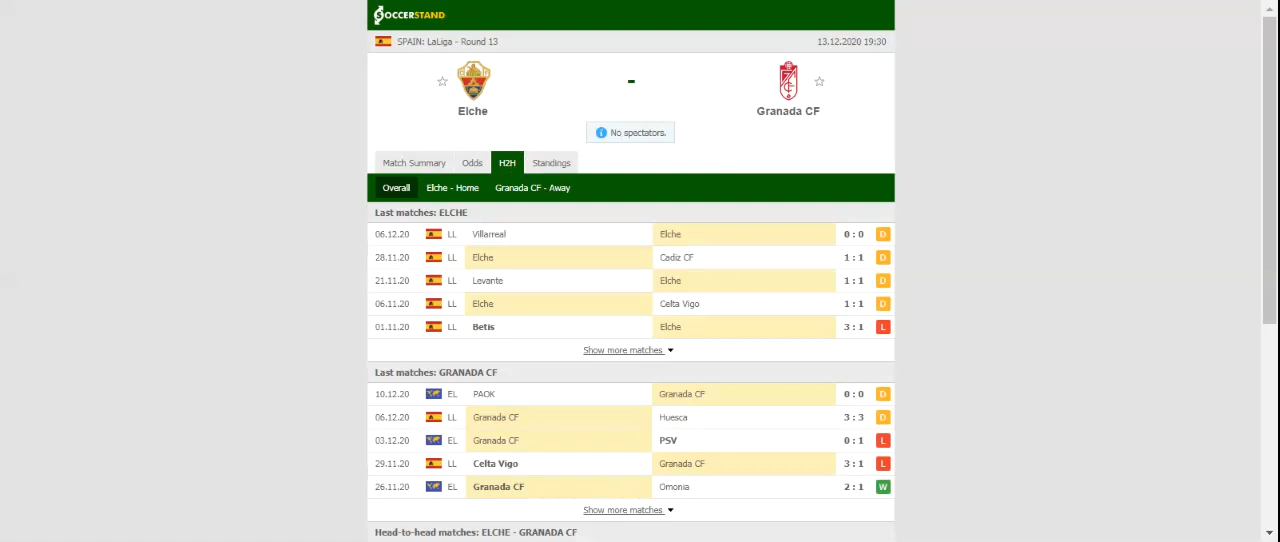 SOCCERSTAND
SPAIN: LaLiga - Round 13 13.12.2020 19:30
-
Elche Granada CF
No spectators.
Match Summary Odds H2H Standings
Overall Elche - Home Granada CF - Away
Last matches: ELCHE
06.12.20 LL Villarreal Elche 0 : 0 D
28.11.20 LL Elche Cadiz CF 1 : 1 D
21.11.20 LL Levante Elche 1 : 1 D
06.11.20 LL Elche Celta Vigo 1 : 1 D
01.11.20 LL Betis Elche 3 : 1 L
Show more matches
Last matches: GRANADA CF
10.12.20 EL PAOK Granada CF 0 : 0 D
06.12.20 LL Granada CF Huesca 3 : 3 D
03.12.20 EL Granada CF PSV 0 : 1 L
29.11.20 LL Celta Vigo Granada CF 3 : 1 L
26.11.20 EL Granada CF Omonia 2 : 1 W
Show more matches
Head-to-head matches: ELCHE - GRANADA CF